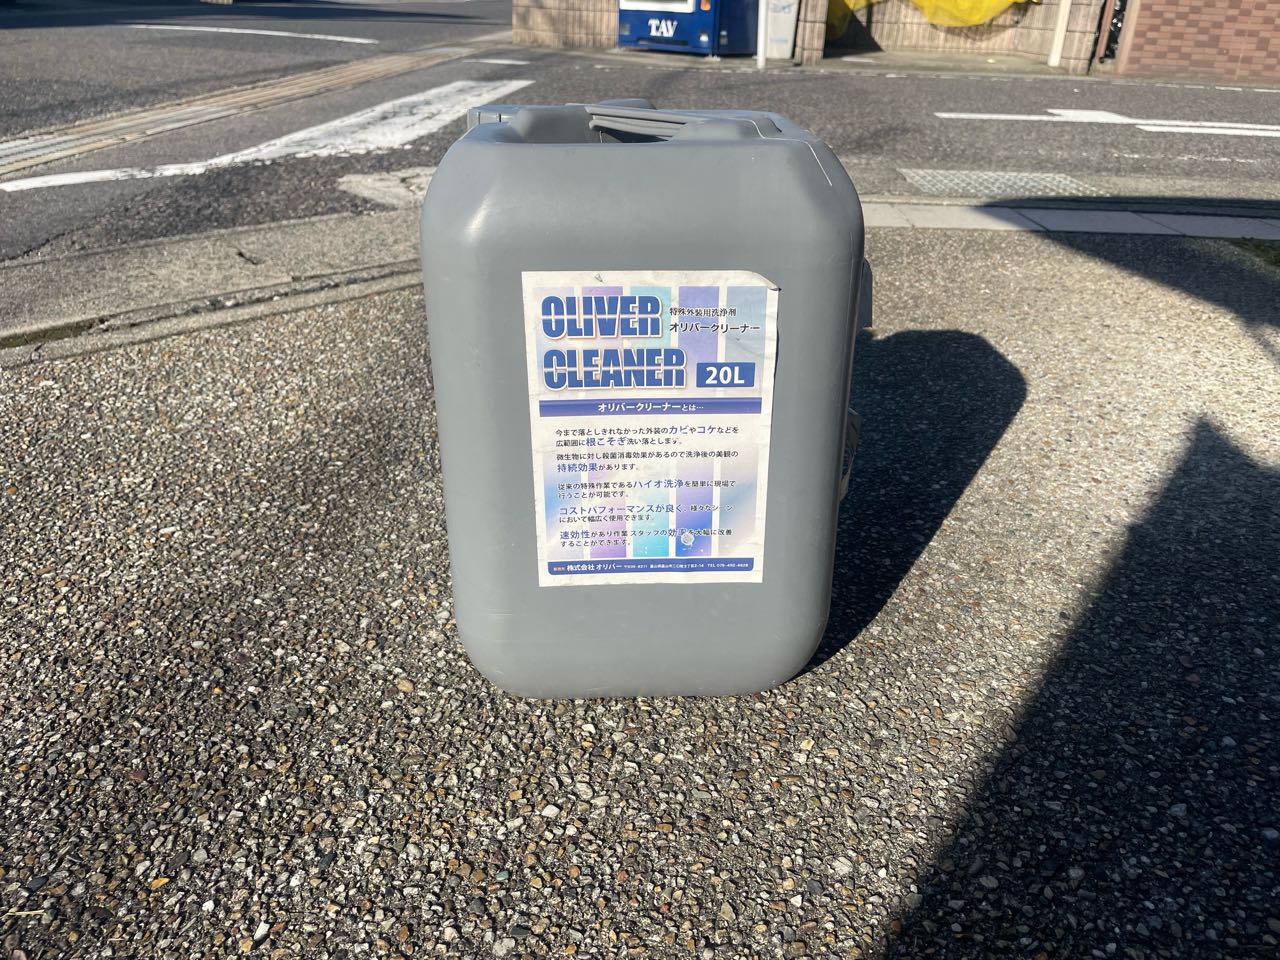 TAV
OLIVER
特殊外装用洗浄剤
オリバークリーナー
CLEANER
20L
オリバークリーナーとは…
今まで落としきれなかった外装のカビやコケなどを
広範囲に根こそぎ洗い落とします。
微生物に対し殺菌消毒効果があるので洗浄後の美観の
持続効果があります。
従来の特殊作業であるハイオ洗浄を簡単に現場で
行うことが可能です。
コストパフォーマンスが良く、様々なシーン
において幅広く使用できます。
速効性があり作業スタッフの効率を大幅に改善
することができます。
株式会社 オリバー